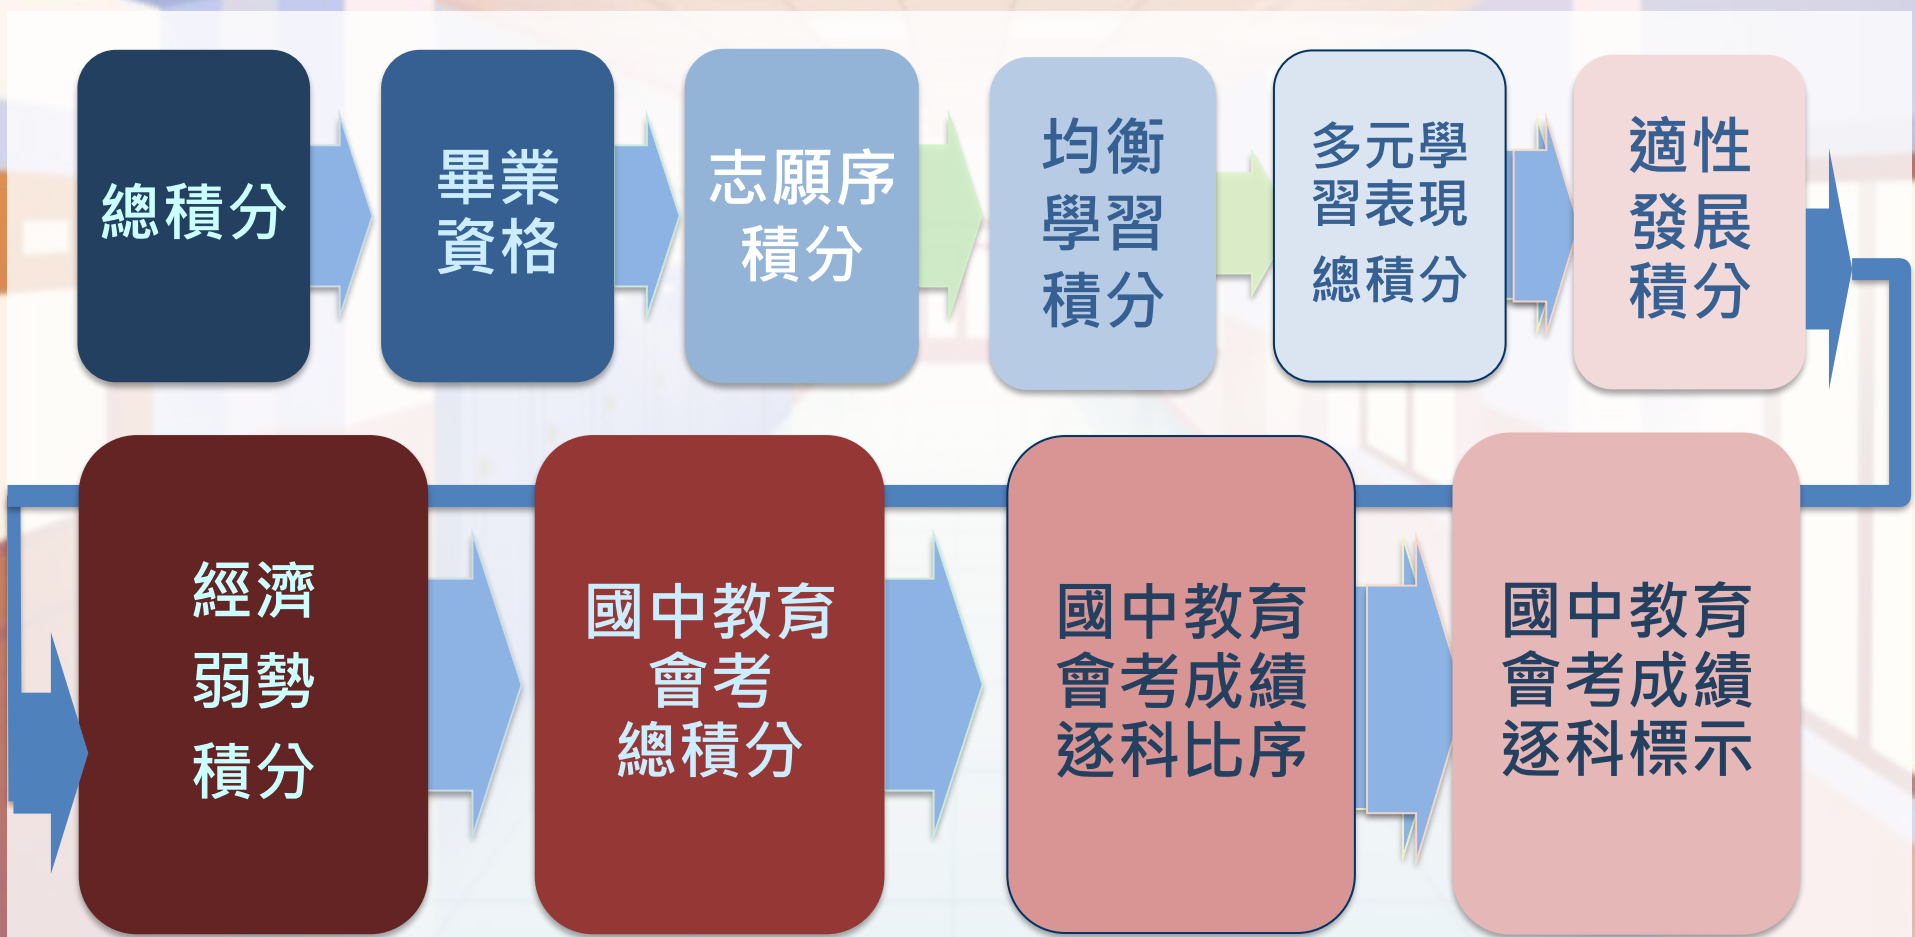 總積分
畢業
資格
志願序
積分
均衡
學習
積分
多元學
習表現
總積分
適性
發展
積分
經濟
弱勢
積分
國中教育
會考
總積分
國中教育
會考成績
逐科比序
國中教育
會考成績
逐科標示